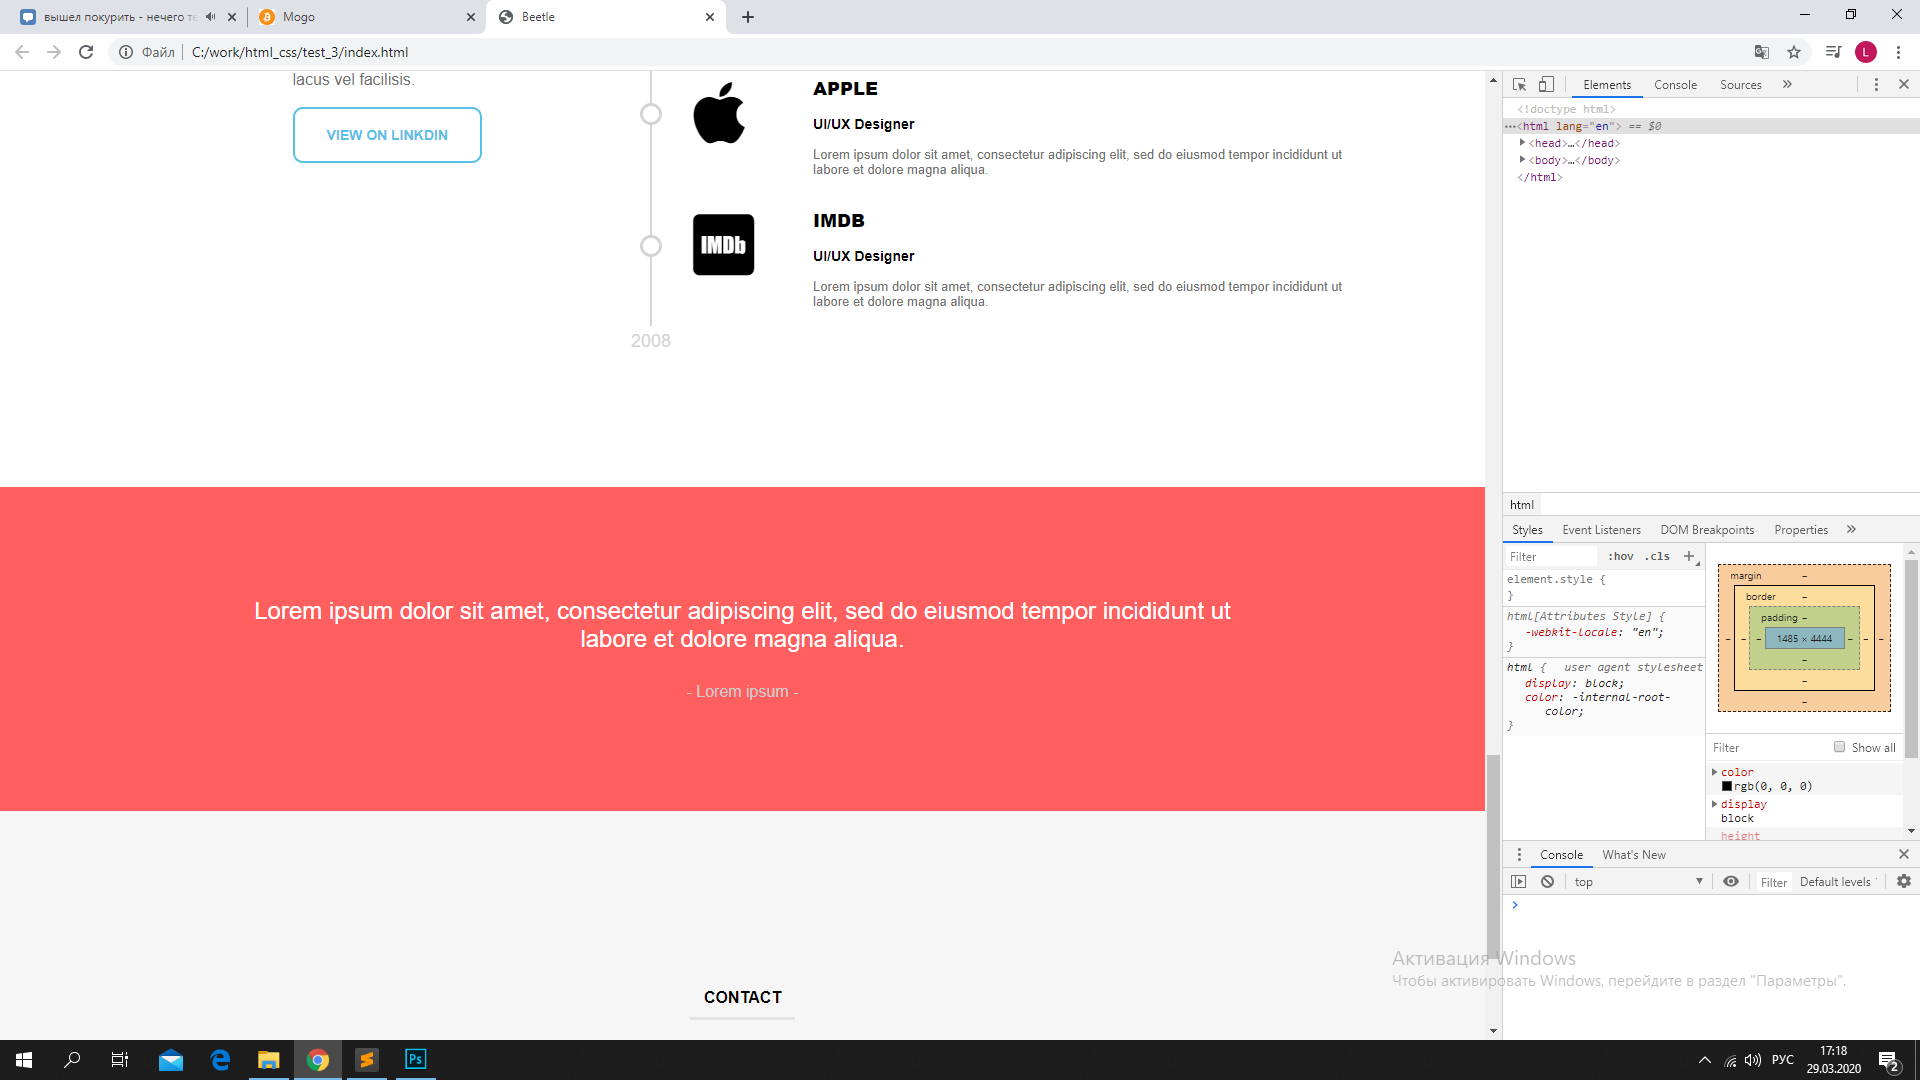 вышел покурить - нечего те
Mogo
Beetle
Файл
C:/work/html_css/test_3/index.html
L
lacus vel facilisis.
VIEW ON LINKDIN
APPLE
UI/UX Designer
Lorem ipsum dolor sit amet, consectetur adipiscing elit, sed do eiusmod tempor incididunt ut
labore et dolore magna aliqua.
IMDb
IMDB
UI/UX Designer
Lorem ipsum dolor sit amet, consectetur adipiscing elit, sed do eiusmod tempor incididunt ut
labore et dolore magna aliqua.
2008
Lorem ipsum dolor sit amet, consectetur adipiscing elit, sed do eiusmod tempor incididunt ut
labore et dolore magna aliqua.
- Lorem ipsum -
CONTACT
Elements Console Sources »
<!doctype html>
…<html lang="en"> == $0
<head>…</head>
<body>…</body>
</html>
html
Styles Event Listeners DOM Breakpoints Properties »
Filter :hov .cls +
element.style {
}
html[Attributes Style] {
-webkit-locale: "en";
}
html { user agent stylesheet
display: block;
color: -internal-root-
color;
}
margin –
border –
padding –
– – – 1485 × 4444 – – –
–
–
–
Filter Show all
color
rgb(0, 0, 0)
display
block
height
Console What's New
top Filter Default levels
>
Активация Windows
Чтобы активировать Windows, перейдите в раздел "Параметры".
Ps
РУС
17:18
29.03.2020
2